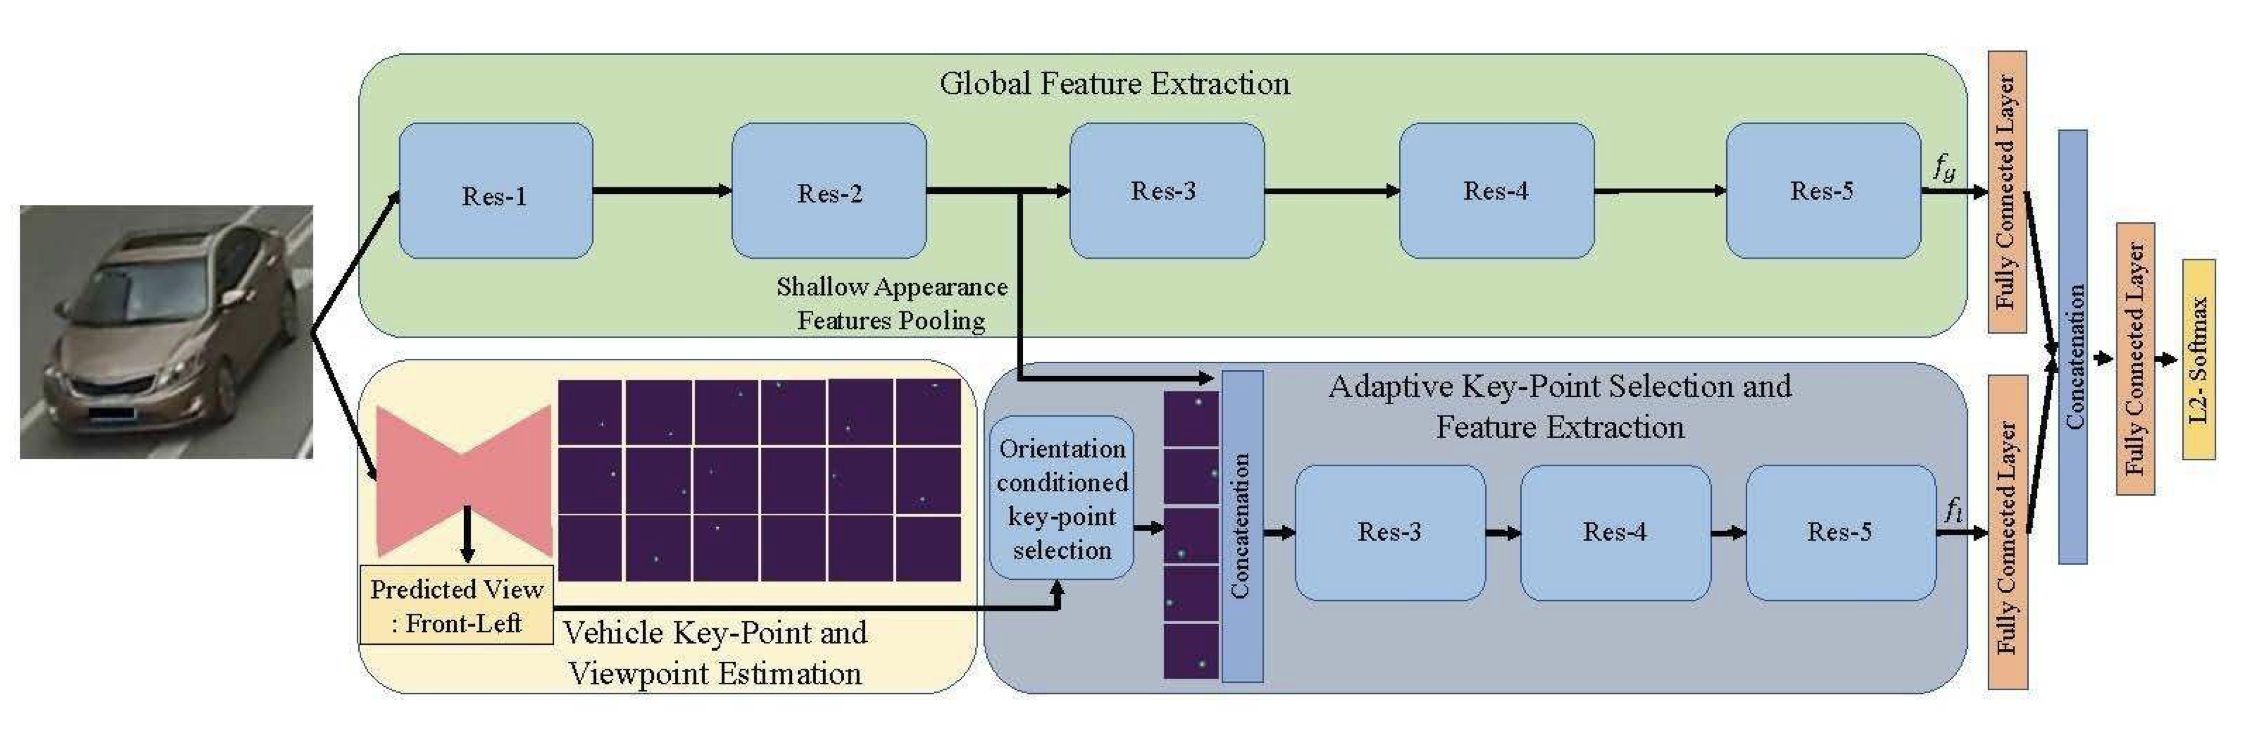 Global Feature Extraction
Res-1
Res-2
Res-3
Res-4
Res-5
f_g
Shallow Appearance
Features Pooling
Fully Connected Layer
Predicted View
: Front-Left
Vehicle Key-Point and
Viewpoint Estimation
Adaptive Key-Point Selection and
Feature Extraction
Orientation
conditioned
key-point
selection
Concatenation
Res-3
Res-4
Res-5
f_l
Fully Connected Layer
Concatenation
Fully Connected Layer
L2- Softmax